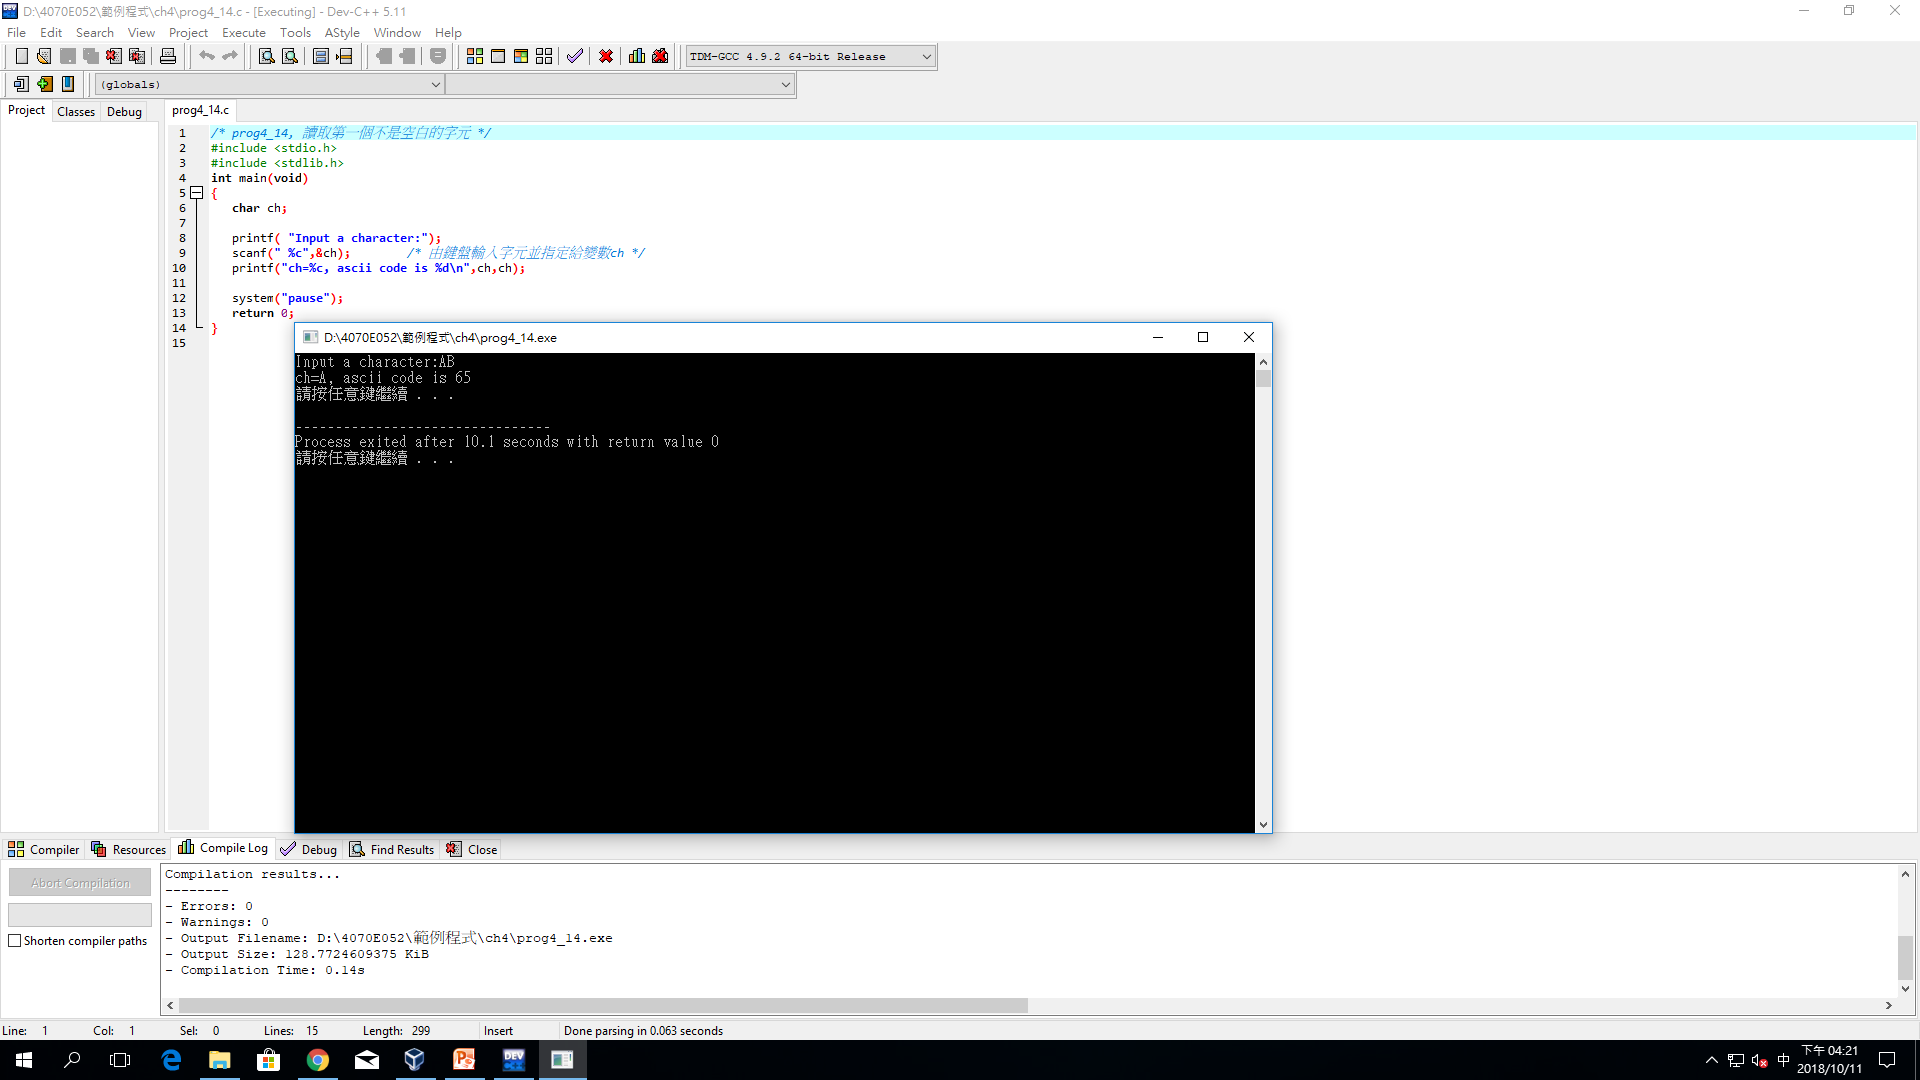 D:\4070E052\範例程式\ch4\prog4_14.c - [Executing] - Dev-C++ 5.11
File Edit Search View Project Execute Tools AStyle Window Help
TDM-GCC 4.9.2 64-bit Release
(globals)
Project Classes Debug
prog4_14.c
1 /* prog4_14, 讀取第一個不是空白的字元 */
2 #include <stdio.h>
3 #include <stdlib.h>
4 int main(void)
5 {
6 char ch;
7
8 printf( "Input a character:");
9 scanf(" %c",&ch); /* 由鍵盤輸入字元並指定給變數ch */
10 printf("ch=%c, ascii code is %d\n",ch,ch);
11
12 system("pause");
13 return 0;
14 }
15
D:\4070E052\範例程式\ch4\prog4_14.exe
Input a character:AB
ch=A, ascii code is 65
請按任意鍵繼續 . . .
--------------------------------
Process exited after 10.1 seconds with return value 0
請按任意鍵繼續 . . .
Compiler Resources Compile Log Debug Find Results Close
Abort Compilation
Shorten compiler paths
Compilation results...
--------
- Errors: 0
- Warnings: 0
- Output Filename: D:\4070E052\範例程式\ch4\prog4_14.exe
- Output Size: 128.7724609375 KiB
- Compilation Time: 0.14s
Line: 1 Col: 1 Sel: 0 Lines: 15 Length: 299 Insert Done parsing in 0.063 seconds
DEV
中
下午 04:21
2018/10/11